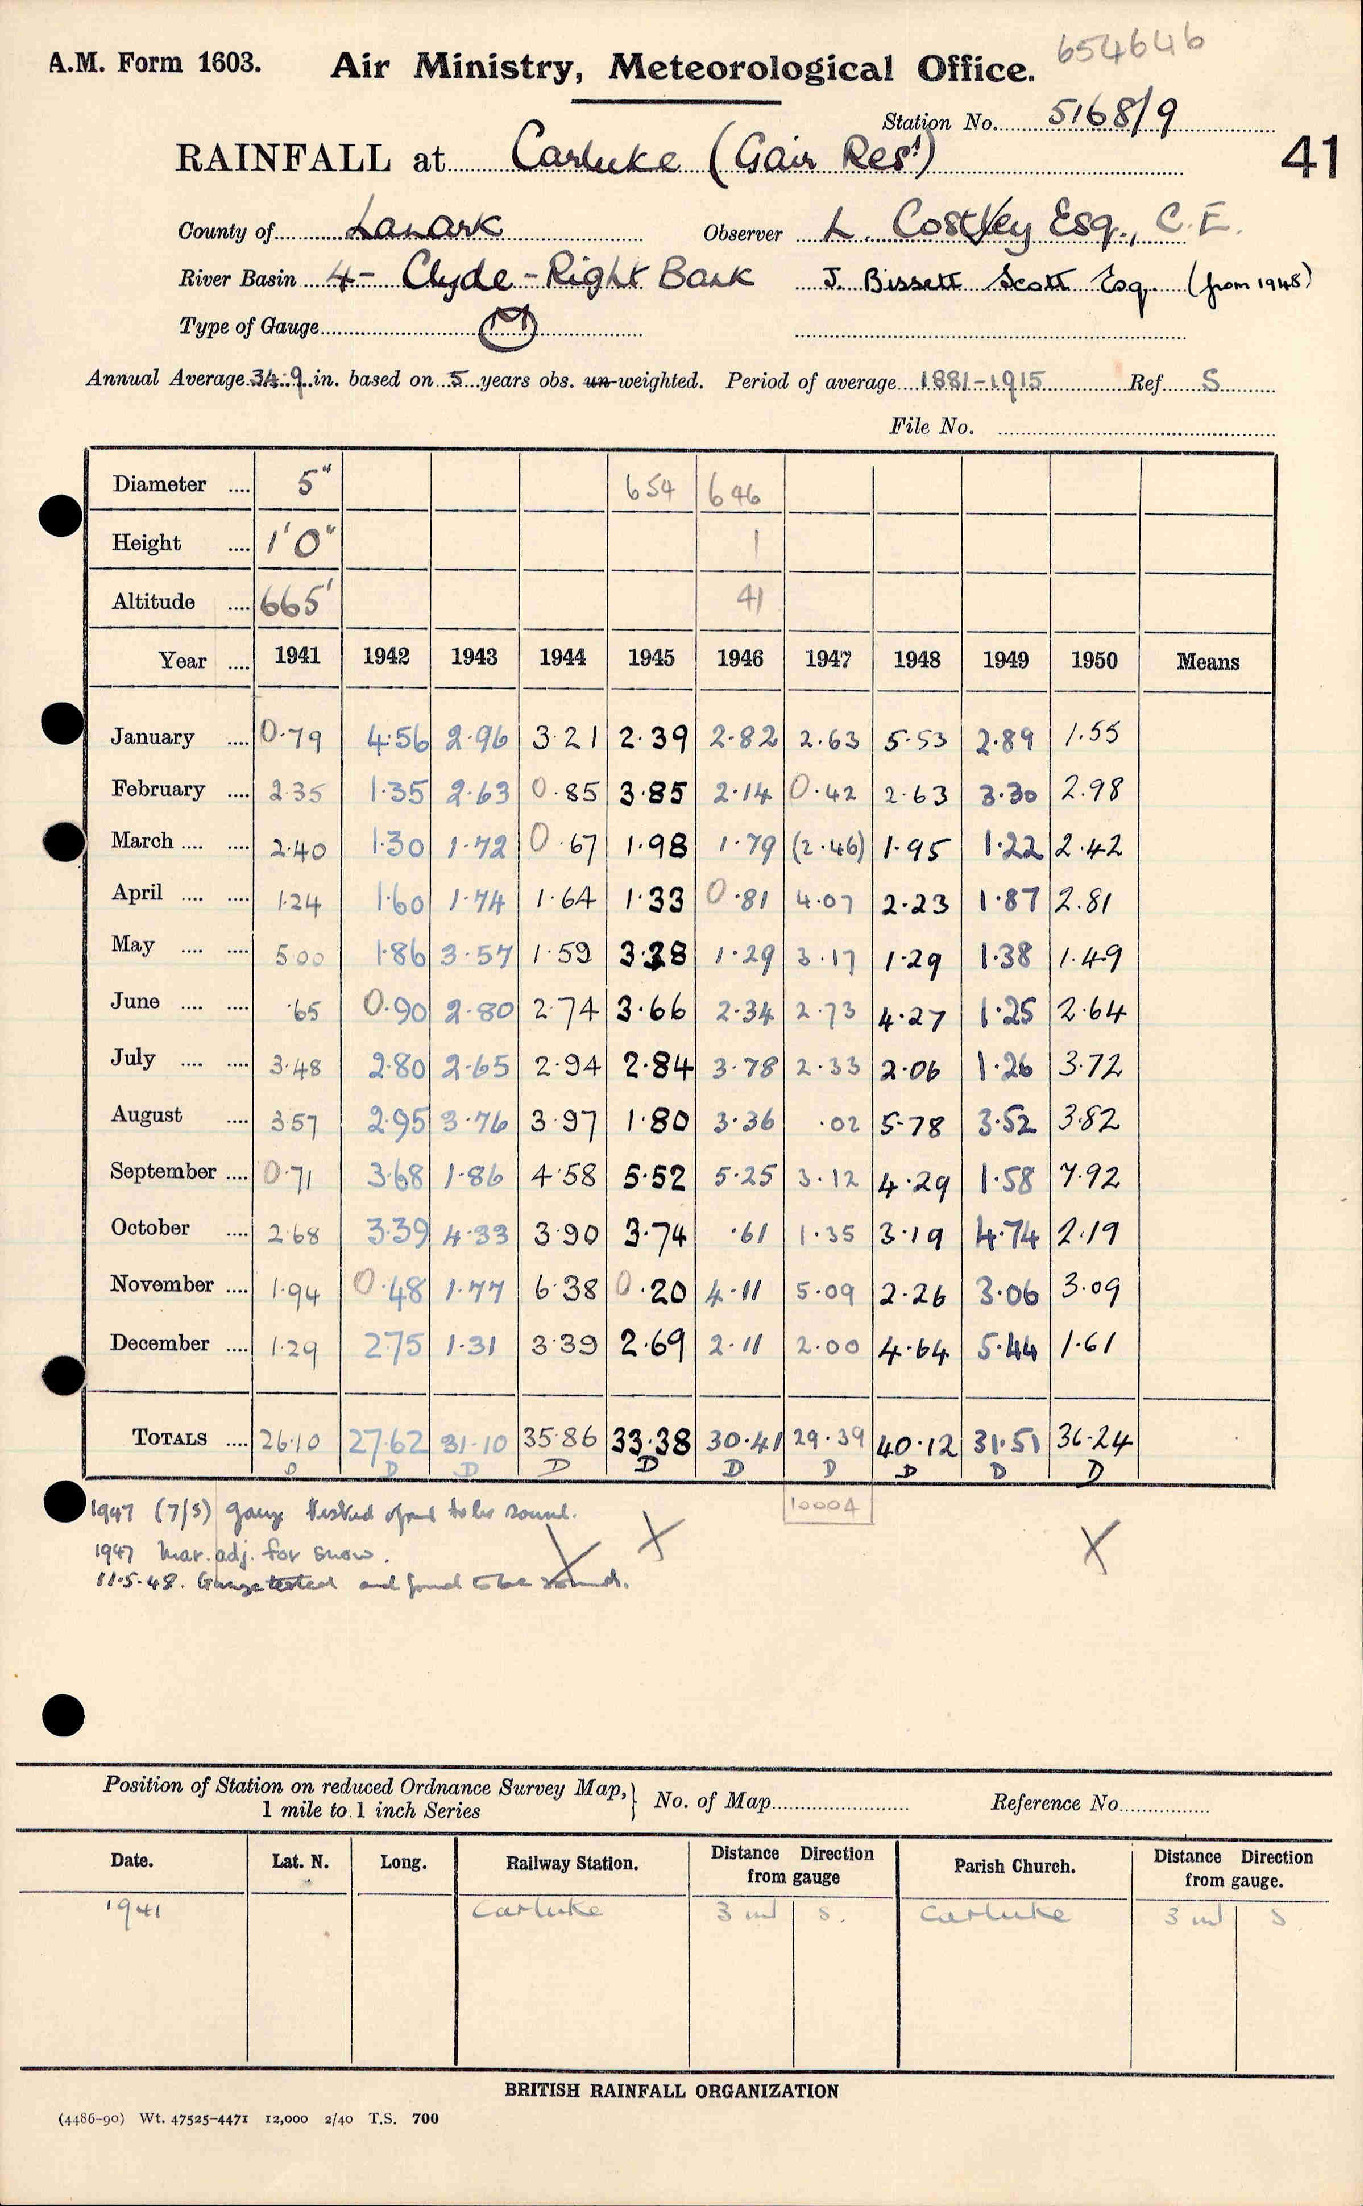 654646
A.M. Form 1603. Air Ministry, Meteorological Office.
Station No. 5168/9
RAINFALL at Carluke (Gair Resr)
41
County of Lanark Observer L. Costley Esq., C.E.
River Basin 4 - Clyde - Right Bank J. Bissett Scott Esq. (from 1948)
Type of Gauge M
Annual Average 34.9 in. based on 5 years obs. un-weighted. Period of average 1881-1915 Ref. S
File No.
Diameter .... 5" 654 646
Height .... 1'0" 1
Altitude .... 665' 41
Year .... 1941 1942 1943 1944 1945 1946 1947 1948 1949 1950 Means
January .... 0.79 4.56 2.96 3.21 2.39 2.82 2.63 5.53 2.89 1.55
February .... 2.35 1.35 2.63 0.85 3.85 2.14 0.42 2.63 3.30 2.98
March .... .... 2.40 1.30 1.72 0.67 1.98 1.79 (2.46) 1.95 1.22 2.42
April .... .... 1.24 1.60 1.74 1.64 1.33 0.81 4.07 2.23 1.87 2.81
May .... .... 5.00 1.86 3.57 1.59 3.38 1.29 3.17 1.29 1.38 1.49
June .... .... .65 0.90 2.80 2.74 3.66 2.34 2.73 4.27 1.25 2.64
July .... .... 3.48 2.80 2.65 2.94 2.84 3.78 2.33 2.06 1.26 3.72
August .... 3.57 2.95 3.76 3.97 1.80 3.36 .02 5.78 3.52 3.82
September .... 0.71 3.68 1.86 4.58 5.52 5.25 3.12 4.29 1.58 7.92
October .... 2.68 3.39 4.33 3.90 3.74 .61 1.35 3.19 4.74 2.19
November .... 1.94 0.48 1.77 6.38 0.20 4.11 5.09 2.26 3.06 3.09
December .... 1.29 2.75 1.31 3.39 2.69 2.11 2.00 4.64 5.44 1.61
TOTALS .... 26.10 27.62 31.10 35.86 33.38 30.41 29.39 40.12 31.51 36.24
D D D D D D D D D D
1947 (7/5) gauge tested & found to be sound.
10004
X X X
1947 Mar. adj. for snow.
11.5.48. Gauge tested and found to be sound.
Position of Station on reduced Ordnance Survey Map,
1 mile to 1 inch Series
No. of Map Reference No.
Date. Lat. N. Long. Railway Station. Distance Direction from gauge Parish Church. Distance Direction from gauge.
1941 Carluke 3 ml S. Carluke 3 ml S
BRITISH RAINFALL ORGANIZATION
(4486-90) Wt. 47525-4471 12,000 2/40 T.S. 700